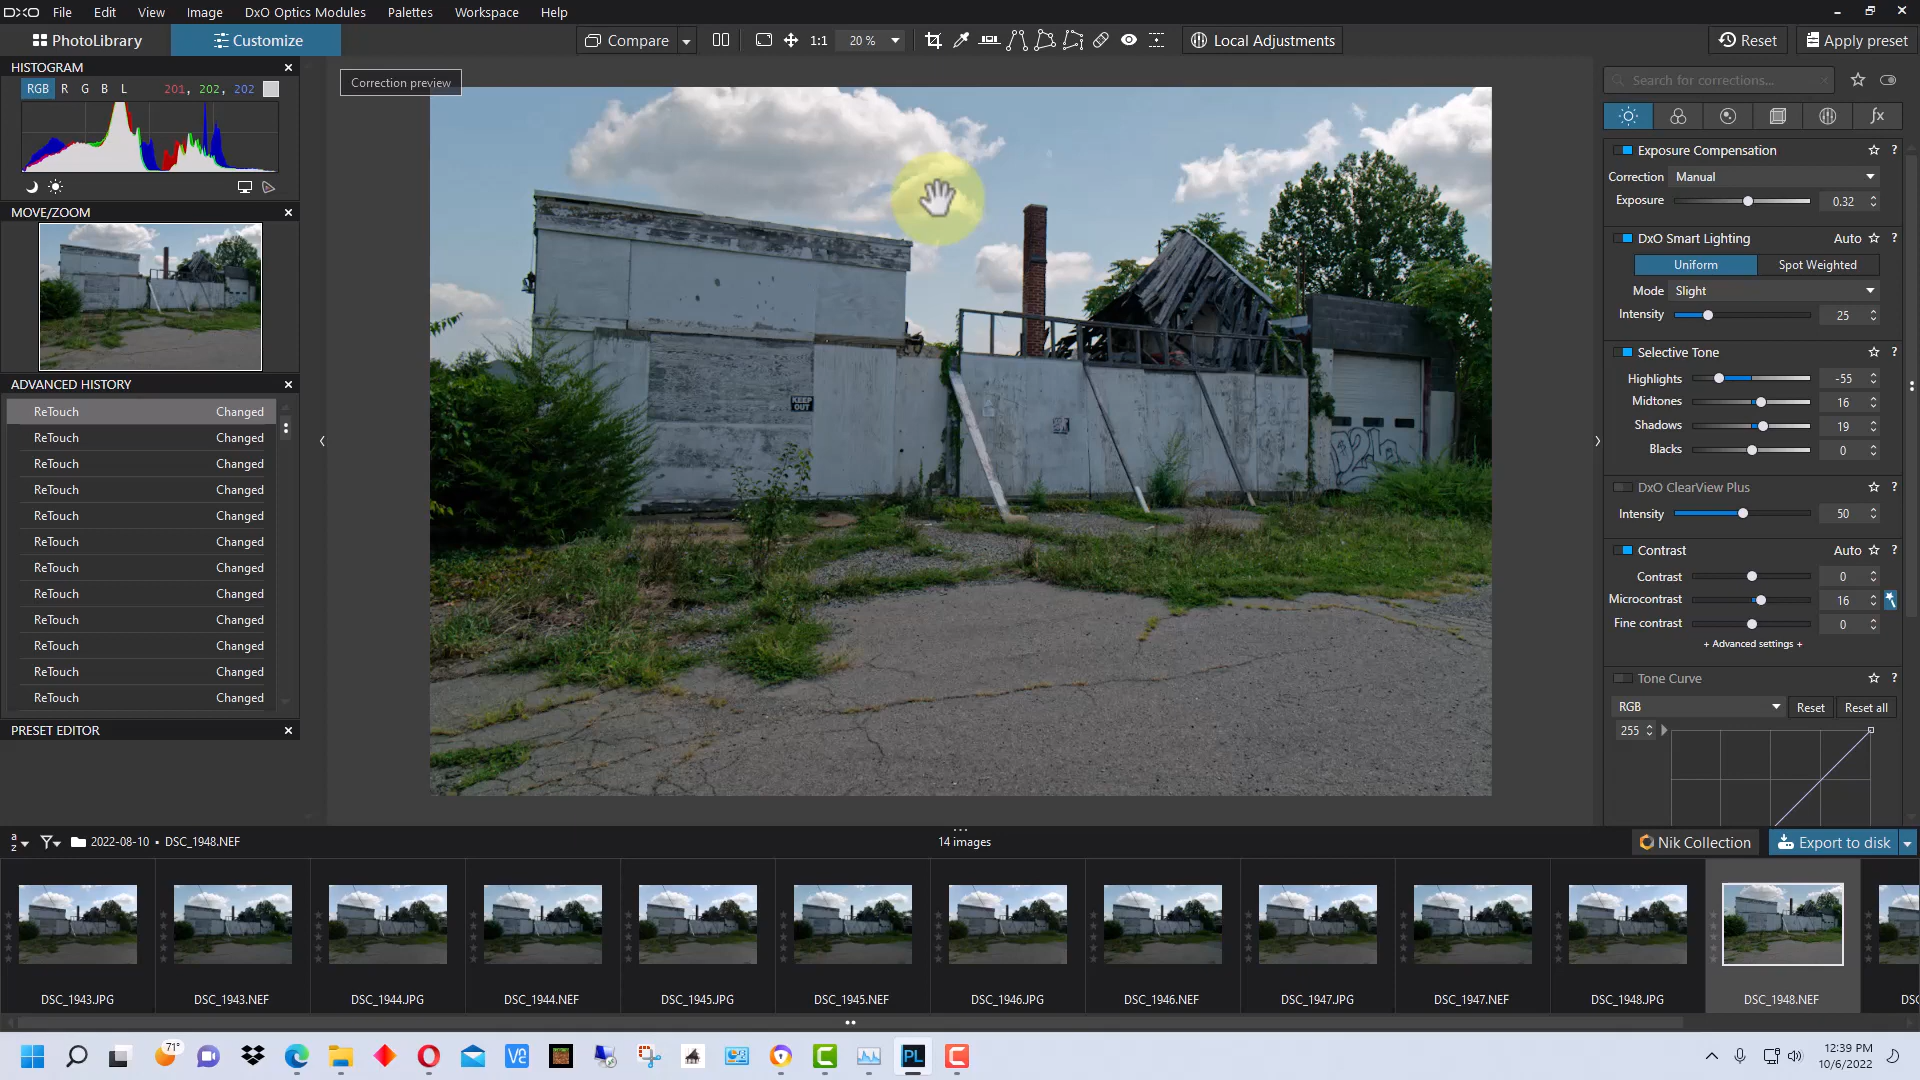 DXO File Edit View Image DxO Optics Modules Palettes Workspace Help
PhotoLibrary Customize Compare 1:1 20 % Local Adjustments Reset Apply preset
HISTOGRAM
RGB R G B L 201, 202, 202
Correction preview
MOVE/ZOOM
ADVANCED HISTORY
ReTouch Changed
ReTouch Changed
ReTouch Changed
ReTouch Changed
ReTouch Changed
ReTouch Changed
ReTouch Changed
ReTouch Changed
ReTouch Changed
ReTouch Changed
ReTouch Changed
ReTouch Changed
PRESET EDITOR
KEEP
OUT
Search for corrections...
fx
Exposure Compensation ?
Correction Manual
Exposure 0.32
DxO Smart Lighting Auto ?
Uniform Spot Weighted
Mode Slight
Intensity 25
Selective Tone ?
Highlights -55
Midtones 16
Shadows 19
Blacks 0
DxO ClearView Plus ?
Intensity 50
Contrast Auto ?
Contrast 0
Microcontrast 16
Fine contrast 0
+ Advanced settings +
Tone Curve ?
RGB Reset Reset all
255
a
z
2022-08-10 • DSC_1948.NEF
14 images
Nik Collection Export to disk
DSC_1943.JPG DSC_1943.NEF DSC_1944.JPG DSC_1944.NEF DSC_1945.JPG DSC_1945.NEF DSC_1946.JPG DSC_1946.NEF DSC_1947.JPG DSC_1947.NEF DSC_1948.JPG DSC_1948.NEF DSC
71°
PL
12:39 PM
10/6/2022